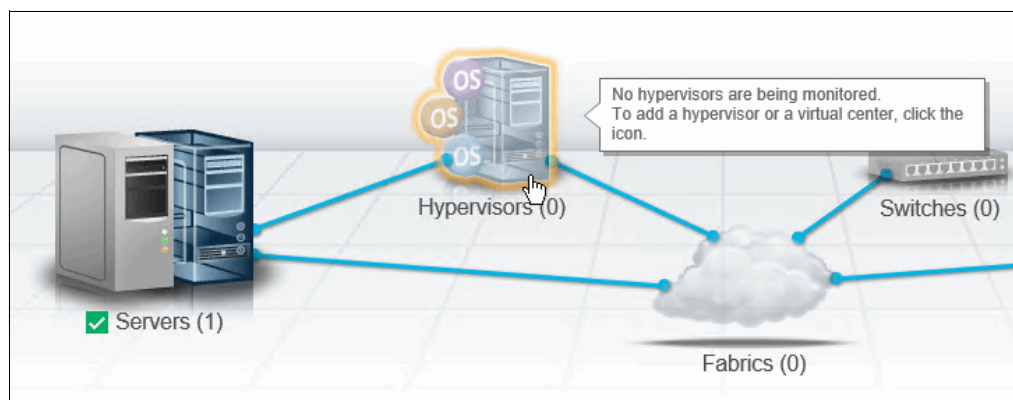 OS
OS
OS
No hypervisors are being monitored.
To add a hypervisor or a virtual center, click the
icon.
Hypervisors (0)
Switches (0)
Servers (1)
Fabrics (0)